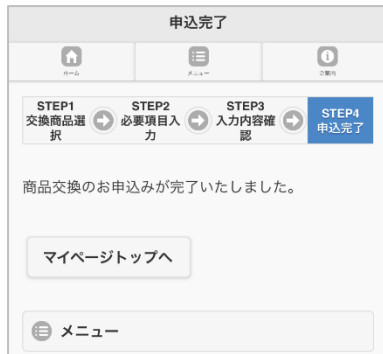 申込完了
ホーム
メニュー
ご案内
STEP1
交換商品選
択
STEP2
必要項目入
力
STEP3
入力内容確
認
STEP4
申込完了
商品交換のお申込みが完了いたしました。
マイページトップへ
メニュー